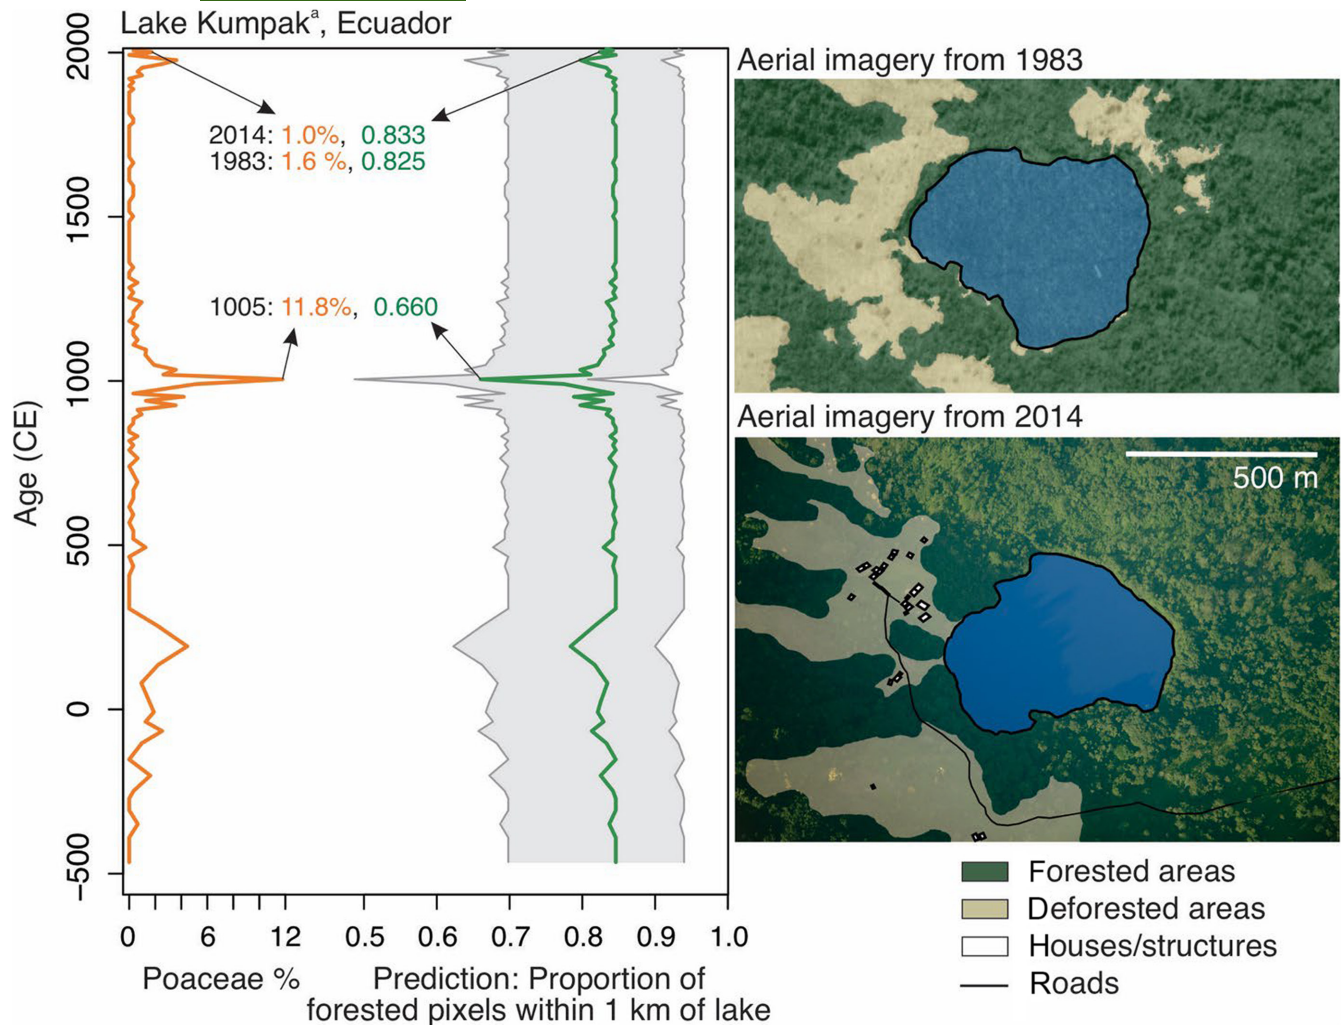 Lake Kumpakª, Ecuador
2000
1500
1000
500
0
−500
Age (CE)
2014: 1.0%, 0.833
1983: 1.6 %, 0.825
1005: 11.8%, 0.660
0 6 12 0.5 0.6 0.7 0.8 0.9 1.0
Poaceae %
Prediction: Proportion of
forested pixels within 1 km of lake
Aerial imagery from 1983
Aerial imagery from 2014
500 m
Forested areas
Deforested areas
Houses/structures
Roads